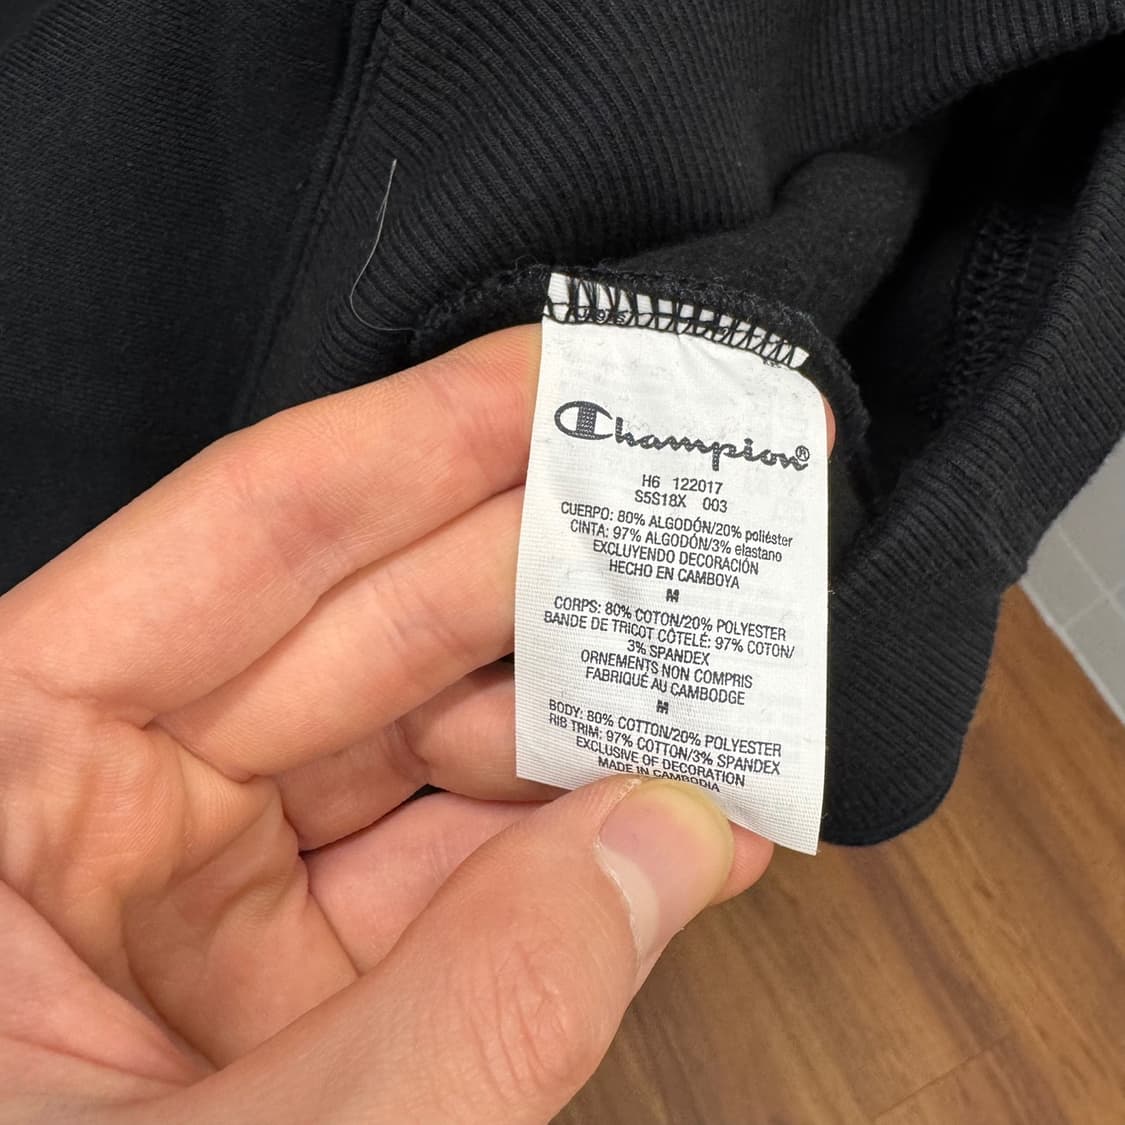 Champion®
H6 122017
S5S18X 003
CUERPO: 80% ALGODÓN/20% poliéster
CINTA: 97% ALGODÓN/3% elastano
EXCLUYENDO DECORACIÓN
HECHO EN CAMBOYA
M
CORPS: 80% COTON/20% POLYESTER
BANDE DE TRICOT CÔTELÉ: 97% COTON/
3% SPANDEX
ORNEMENTS NON COMPRIS
FABRIQUÉ AU CAMBODGE
M
BODY: 80% COTTON/20% POLYESTER
RIB TRIM: 97% COTTON/3% SPANDEX
EXCLUSIVE OF DECORATION
MADE IN CAMBODIA